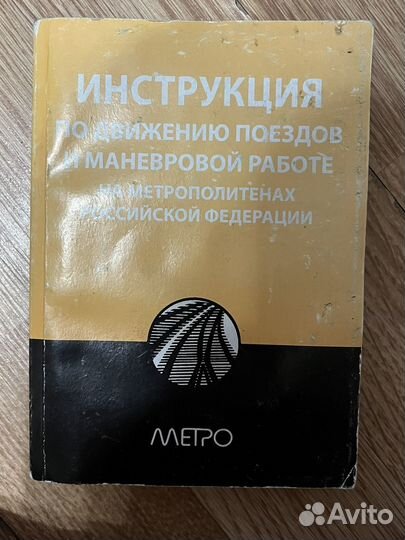 ИНСТРУКЦИЯ
ПО ДВИЖЕНИЮ ПОЕЗДОВ
И МАНЕВРОВОЙ РАБОТЕ
НА МЕТРОПОЛИТЕНАХ
РОССИЙСКОЙ ФЕДЕРАЦИИ
МЕТРО
Avito